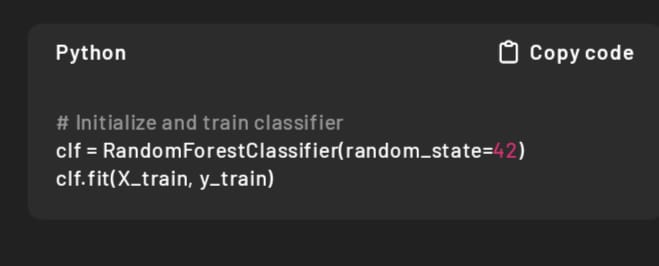 Python
Copy code
# Initialize and train classifier
clf = RandomForestClassifier(random_state=42)
clf.fit(X_train, y_train)